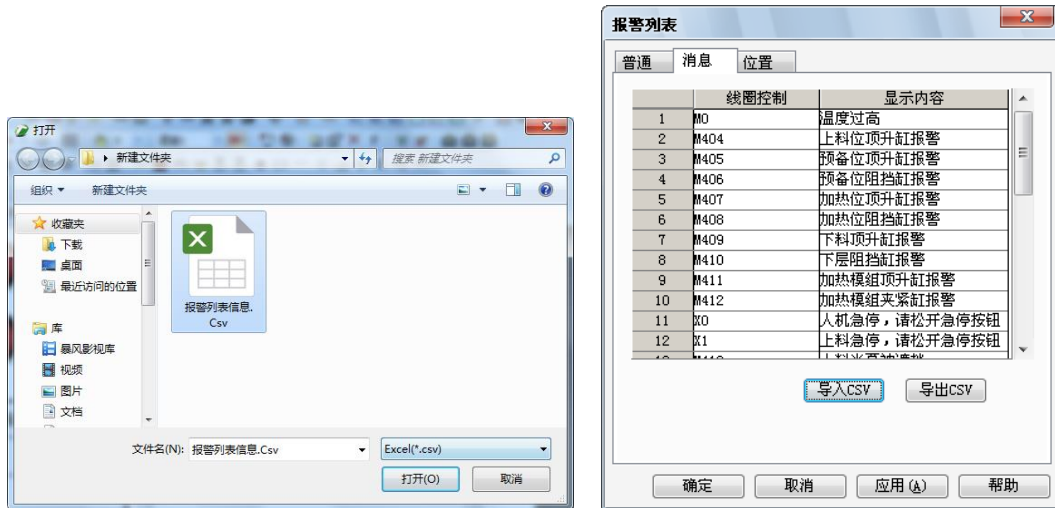 打开
新建文件夹
搜索 新建文件夹
组织
新建文件夹
收藏夹
下载
桌面
最近访问的位置
库
暴风影视库
视频
图片
文档
报警列表信息.
Csv
文件名(N): 报警列表信息.Csv
Excel(*.csv)
打开(O)
取消
报警列表
普通 消息 位置
线圈控制 显示内容
1 M0 温度过高
2 M404 上料位顶升缸报警
3 M405 预备位顶升缸报警
4 M406 预备位阻挡缸报警
5 M407 加热位顶升缸报警
6 M408 加热位阻挡缸报警
7 M409 下料顶升缸报警
8 M410 下层阻挡缸报警
9 M411 加热模组顶升缸报警
10 M412 加热模组夹紧缸报警
11 X0 人机急停，请松开急停按钮
12 X1 上料急停，请松开急停按钮
导入CSV 导出CSV
确定 取消 应用(A) 帮助